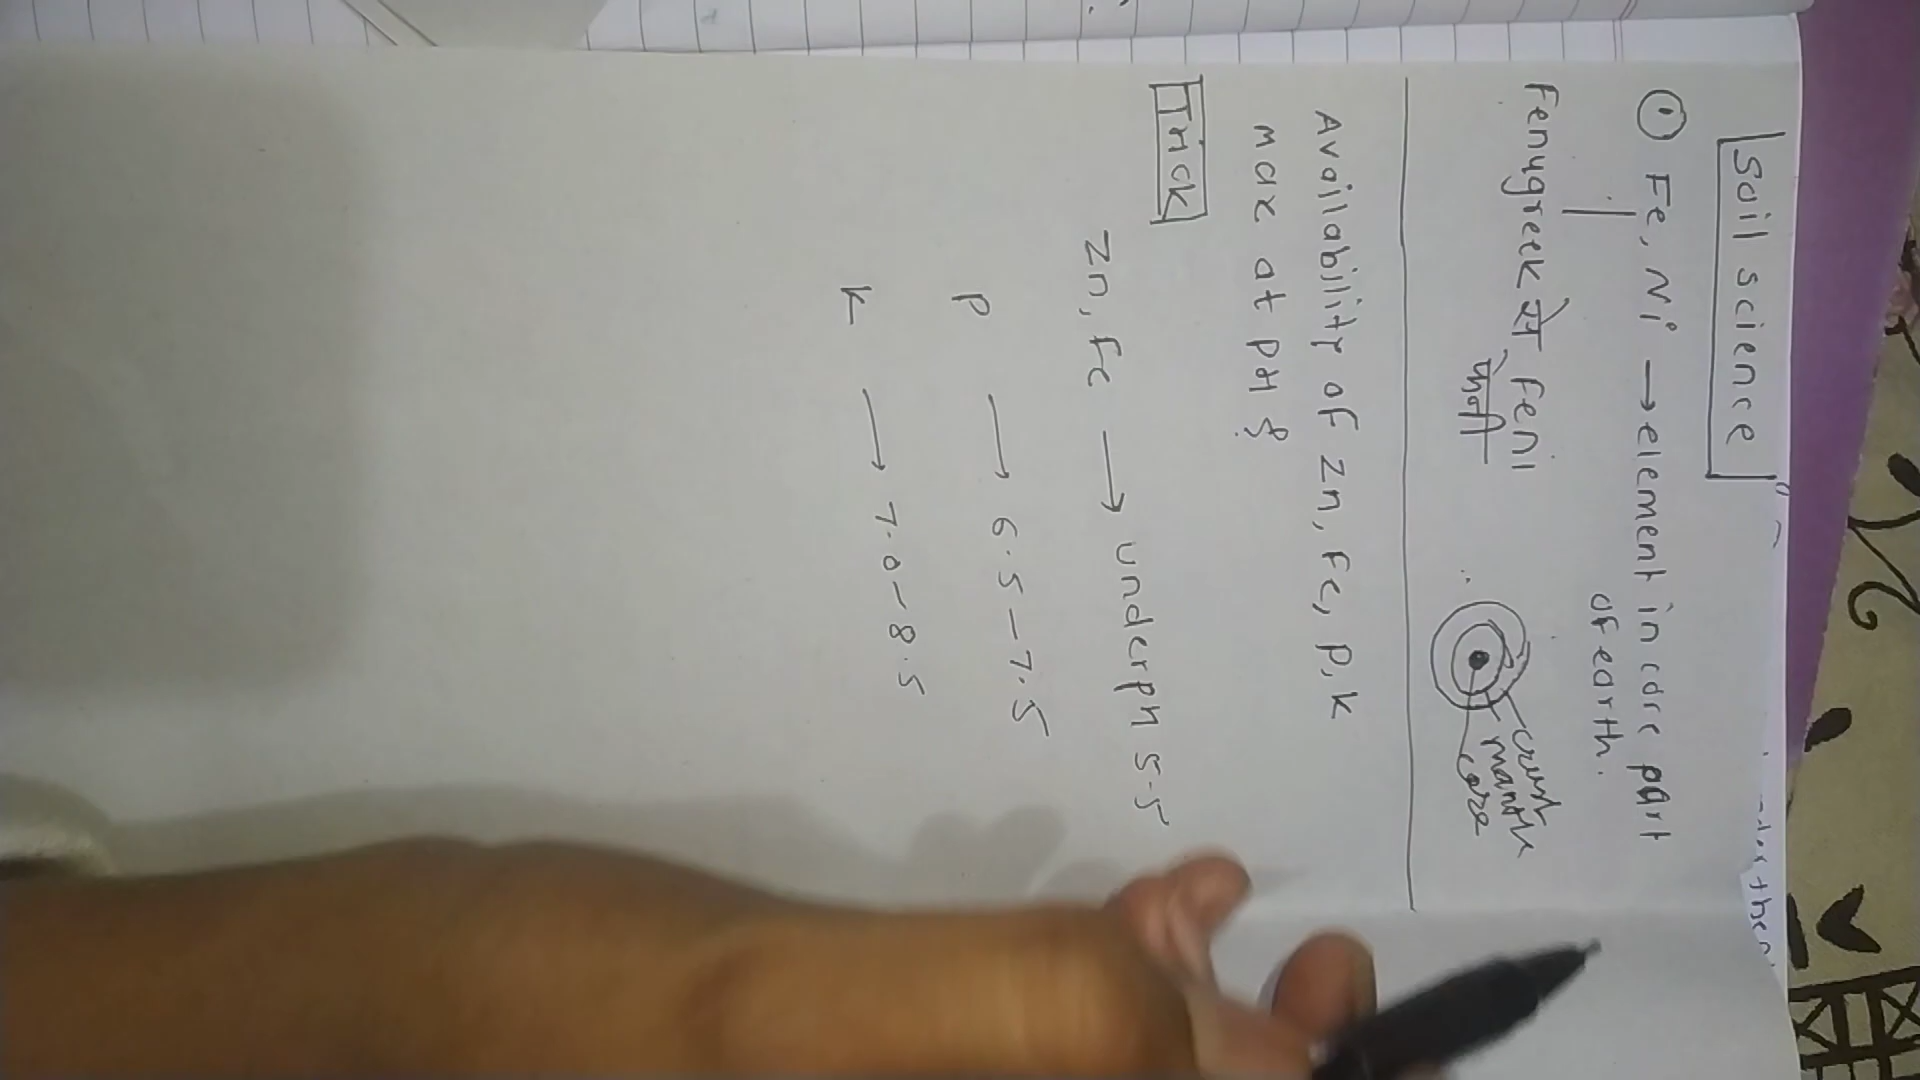 Soil science
① Fe, Ni → element in core part
of earth.
Fenugreek से Feni
crust
mantle
core
Availability of Zn, Fe, P, K
max at pH :
Trick
Zn, Fe → under pH 5.5
P → 6.5 – 7.5
K → 7.0 – 8.5